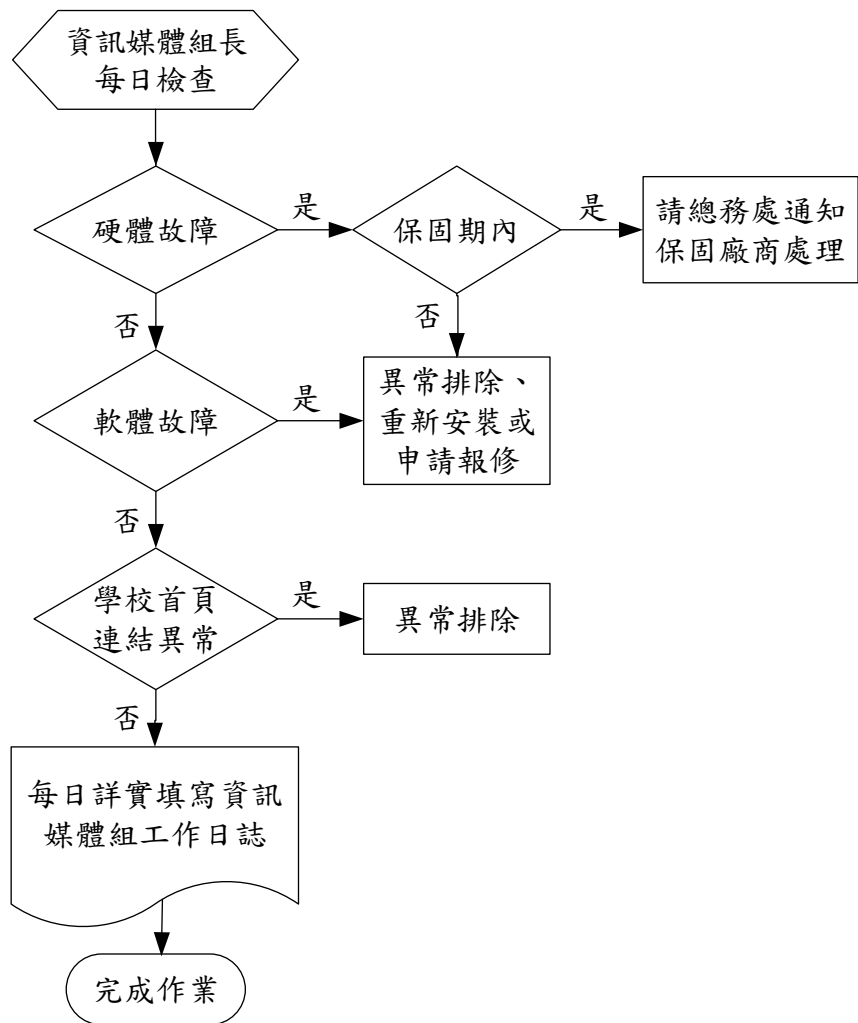 資訊媒體組長
每日檢查
硬體故障
是
保固期內
是
請總務處通知
保固廠商處理
否
否
軟體故障
是
異常排除、
重新安裝或
申請報修
否
學校首頁
連結異常
是
異常排除
否
每日詳實填寫資訊
媒體組工作日誌
完成作業